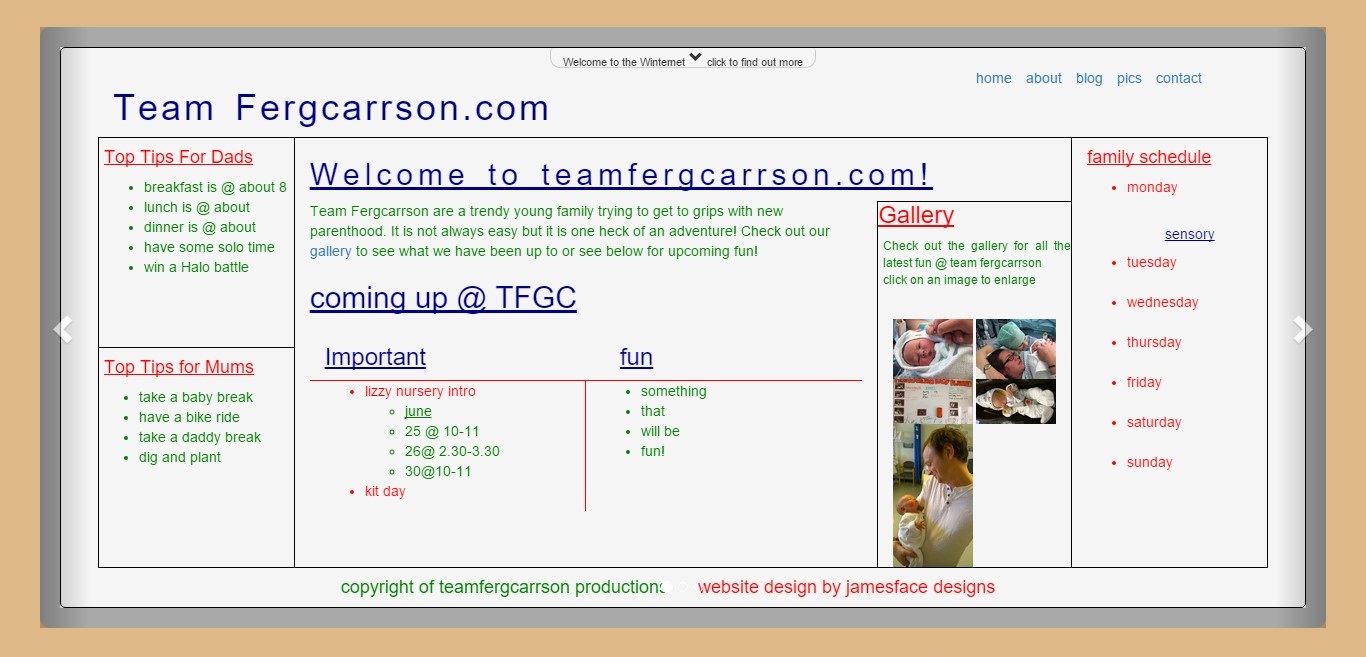 Welcome to the Winternet click to find out more
home about blog pics contact
Team Fergcarrson.com
Top Tips For Dads
breakfast is @ about 8
lunch is @ about
dinner is @ about
have some solo time
win a Halo battle
Top Tips for Mums
take a baby break
have a bike ride
take a daddy break
dig and plant
Welcome to teamfergcarrson.com!
Team Fergcarrson are a trendy young family trying to get to grips with new
parenthood. It is not always easy but it is one heck of an adventure! Check out our
gallery to see what we have been up to or see below for upcoming fun!
coming up @ TFGC
Important
lizzy nursery intro
june
25 @ 10-11
26@ 2.30-3.30
30@10-11
kit day
fun
something
that
will be
fun!
Gallery
Check out the gallery for all the
latest fun @ team fergcarrson
click on an image to enlarge
family schedule
monday
sensory
tuesday
wednesday
thursday
friday
saturday
sunday
copyright of teamfergcarrson productions
website design by jamesface designs